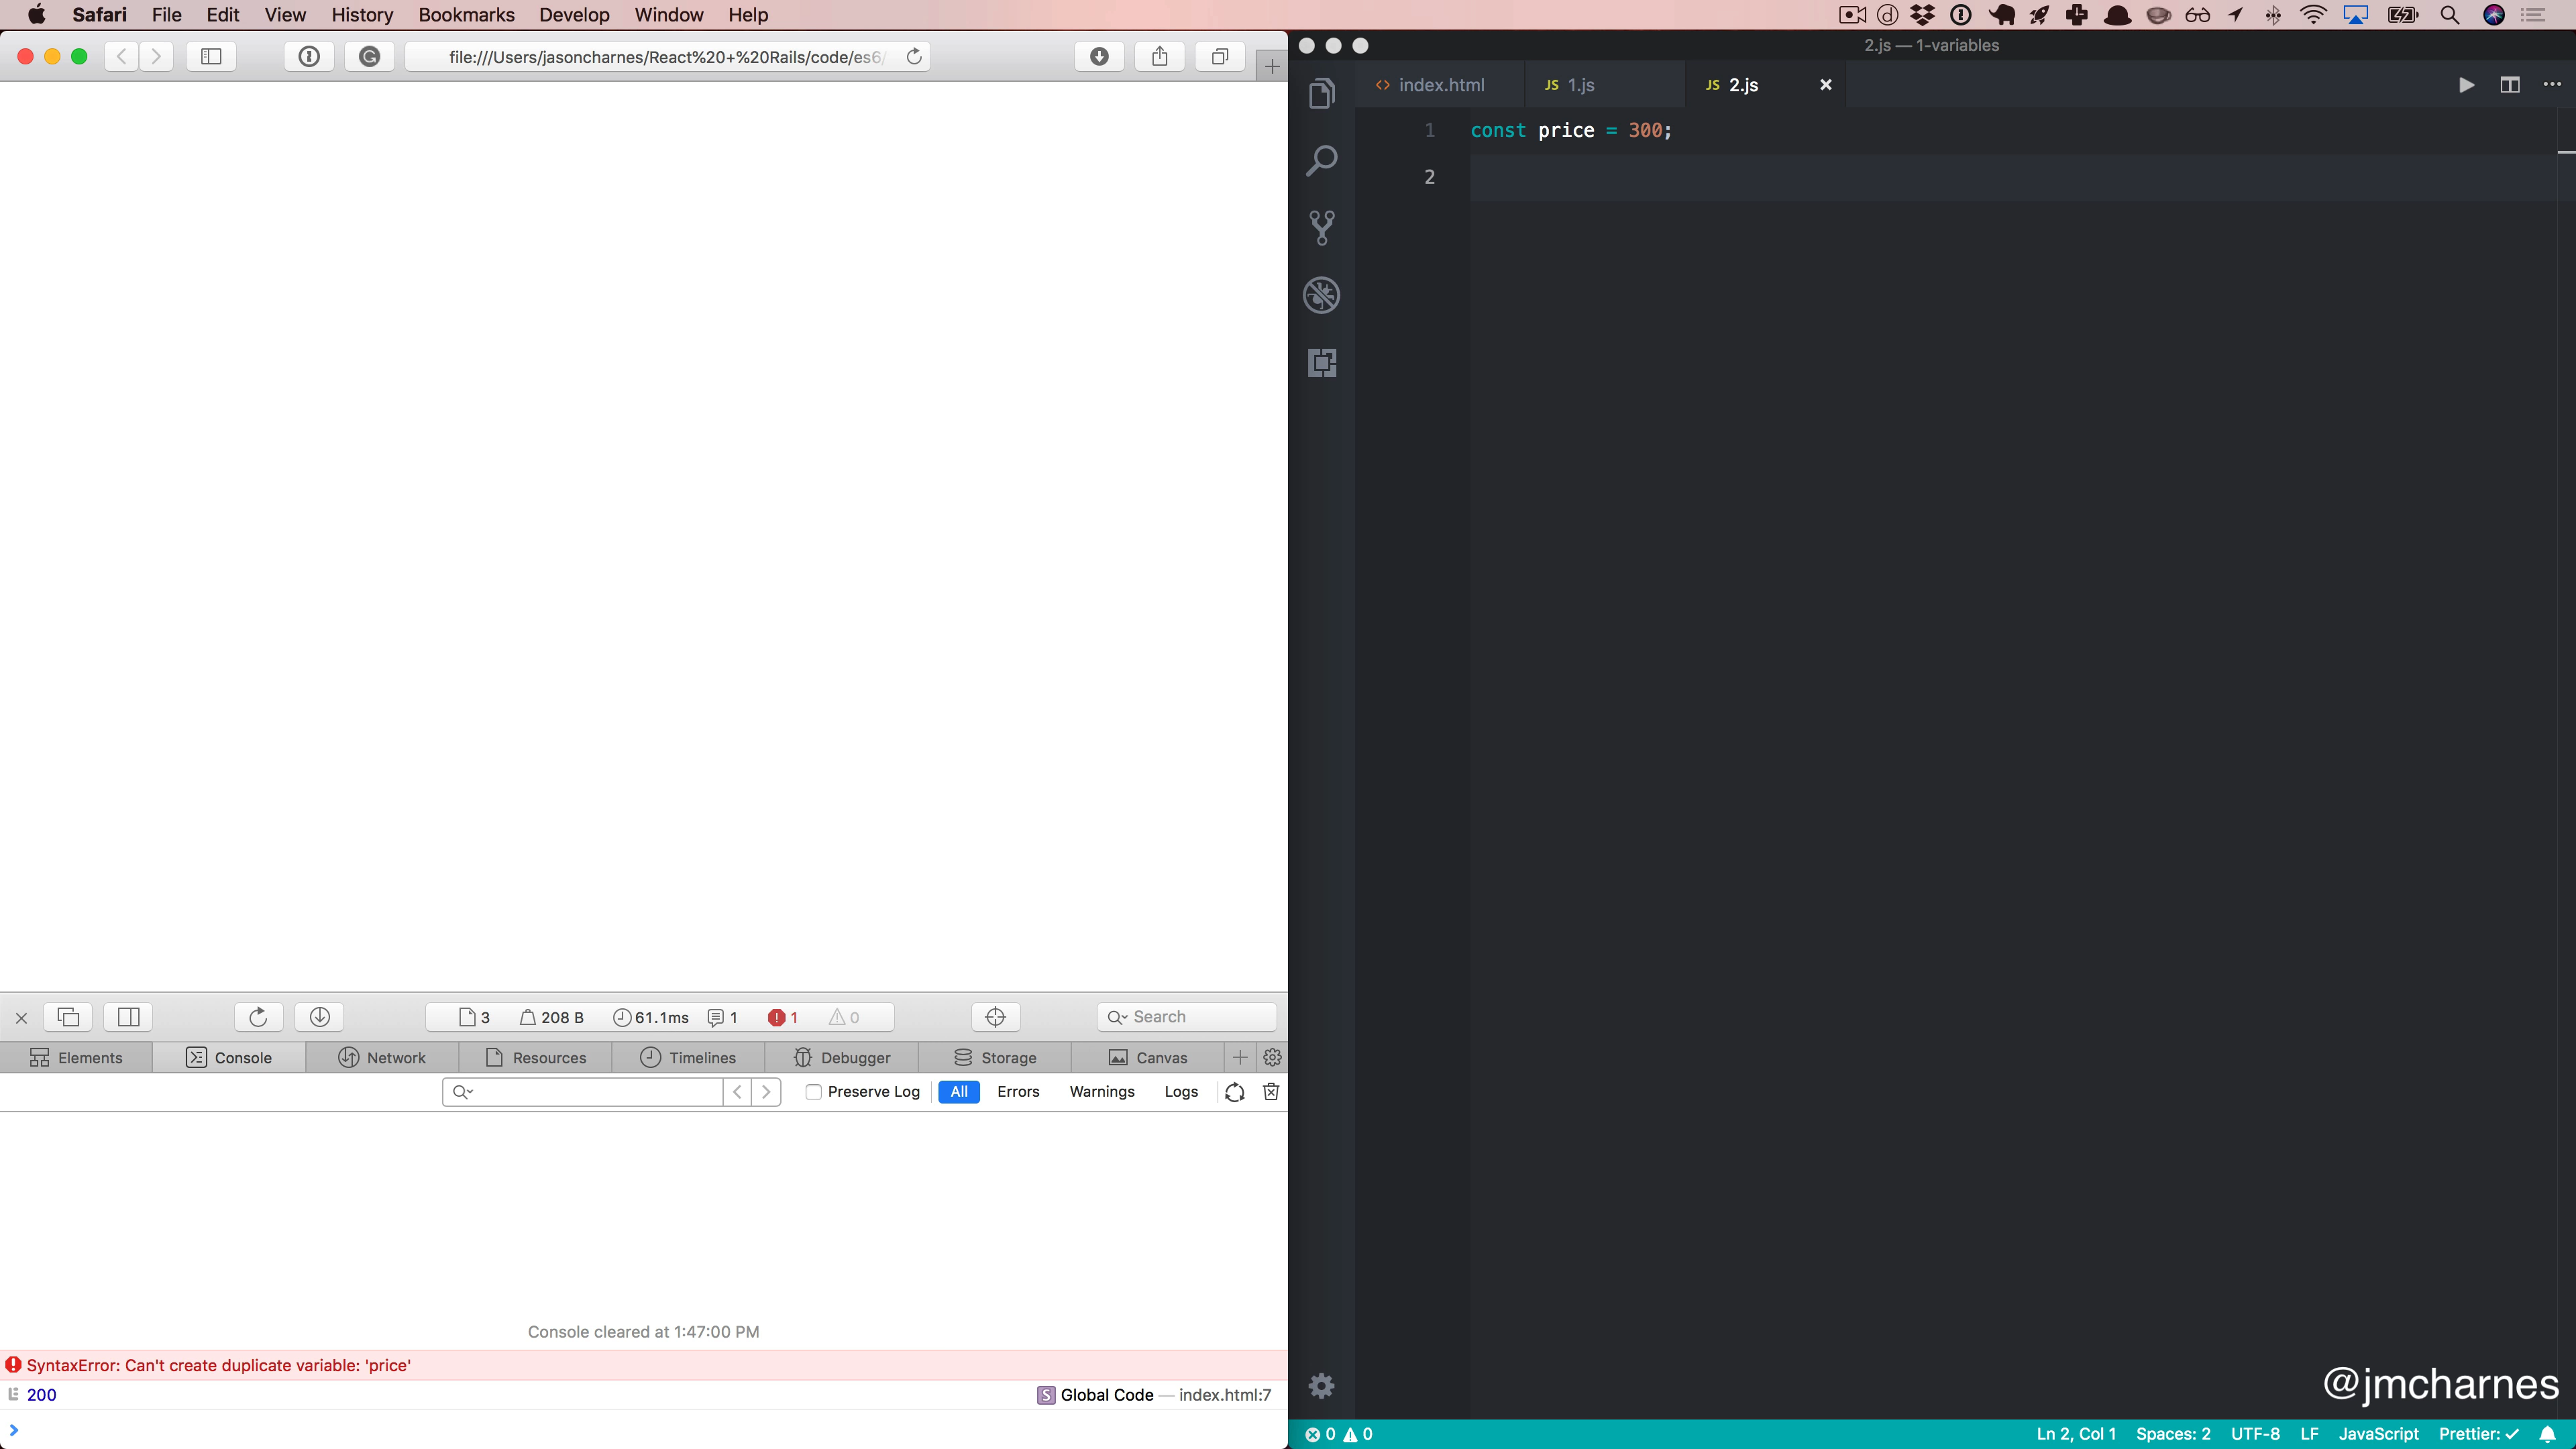 Safari File Edit View History Bookmarks Develop Window Help
file:///Users/jasoncharnes/React%20+%20Rails/code/es6/
3 208 B 61.1ms 1 1 0
Search
Elements Console Network Resources Timelines Debugger Storage Canvas
Preserve Log All Errors Warnings Logs
Console cleared at 1:47:00 PM
SyntaxError: Can't create duplicate variable: 'price'
200 S Global Code — index.html:7
2.js — 1-variables
<> index.html JS 1.js JS 2.js
1 const price = 300;
2
@jmcharnes
0 0 Ln 2, Col 1 Spaces: 2 UTF-8 LF JavaScript Prettier: ✓